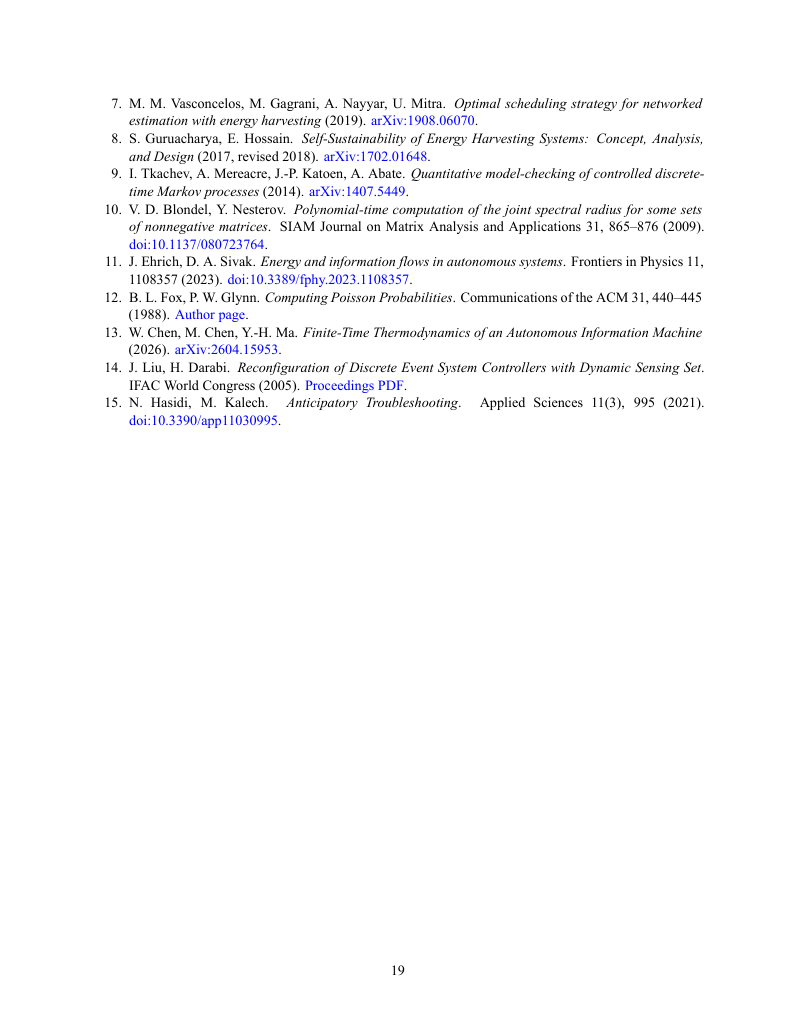 7. M. M. Vasconcelos, M. Gagrani, A. Nayyar, U. Mitra. Optimal scheduling strategy for networked
estimation with energy harvesting (2019). arXiv:1908.06070.
8. S. Guruacharya, E. Hossain. Self-Sustainability of Energy Harvesting Systems: Concept, Analysis,
and Design (2017, revised 2018). arXiv:1702.01648.
9. I. Tkachev, A. Mereacre, J.-P. Katoen, A. Abate. Quantitative model-checking of controlled discrete-
time Markov processes (2014). arXiv:1407.5449.
10. V. D. Blondel, Y. Nesterov. Polynomial-time computation of the joint spectral radius for some sets
of nonnegative matrices. SIAM Journal on Matrix Analysis and Applications 31, 865–876 (2009).
doi:10.1137/080723764.
11. J. Ehrich, D. A. Sivak. Energy and information flows in autonomous systems. Frontiers in Physics 11,
1108357 (2023). doi:10.3389/fphy.2023.1108357.
12. B. L. Fox, P. W. Glynn. Computing Poisson Probabilities. Communications of the ACM 31, 440–445
(1988). Author page.
13. W. Chen, M. Chen, Y.-H. Ma. Finite-Time Thermodynamics of an Autonomous Information Machine
(2026). arXiv:2604.15953.
14. J. Liu, H. Darabi. Reconfiguration of Discrete Event System Controllers with Dynamic Sensing Set.
IFAC World Congress (2005). Proceedings PDF.
15. N. Hasidi, M. Kalech. Anticipatory Troubleshooting. Applied Sciences 11(3), 995 (2021).
doi:10.3390/app11030995.
19